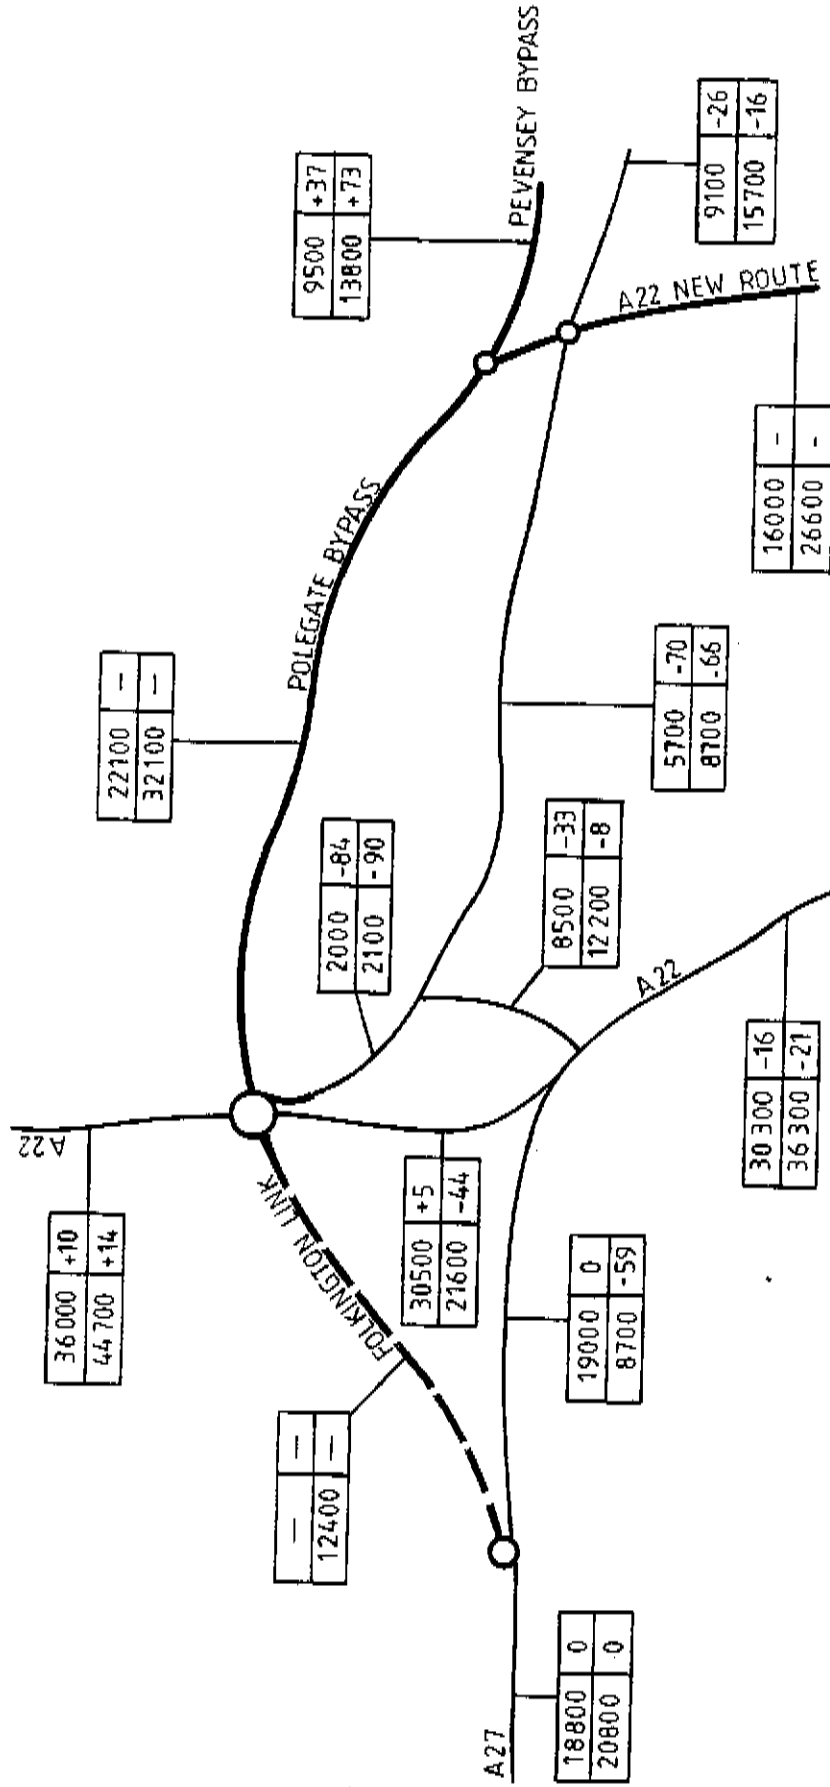 A22
36000 +10
44700 +14
22100 — —
32100 — —
9500 +37
13800 +73
POLEGATE BYPASS
PEVENSEY BYPASS
FOLKINGTON LINK
— —
12400 —
2000 -84
2100 -90
30500 +5
21600 -44
8500 -33
12200 -8
9100 -26
15700 -16
A22 NEW ROUTE
A27
18800 0
20800 0
19000 0
8700 -59
A22
5700 -70
8700 -66
30300 -16
36300 -21
16000 -
26600 -